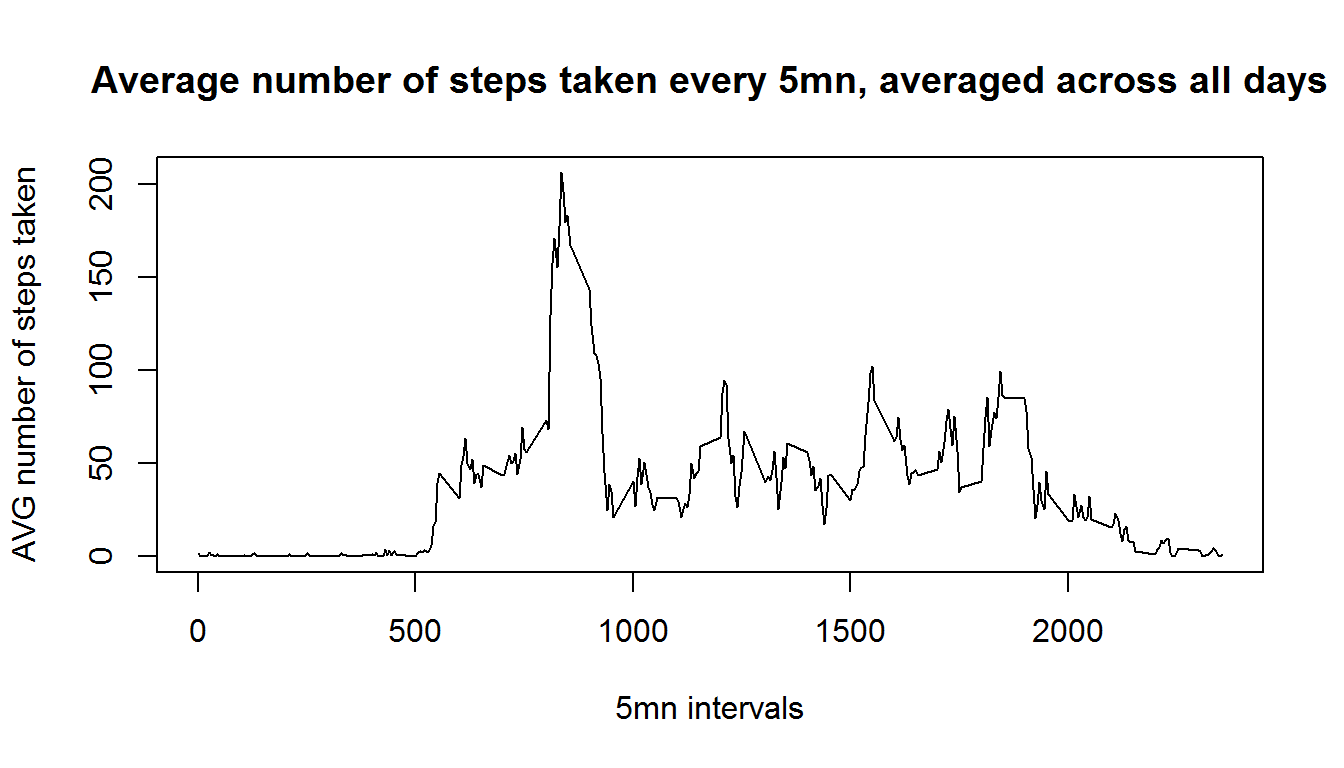 Average number of steps taken every 5mn, averaged across all days
AVG number of steps taken
200
150
100
50
0
0 500 1000 1500 2000
5mn intervals